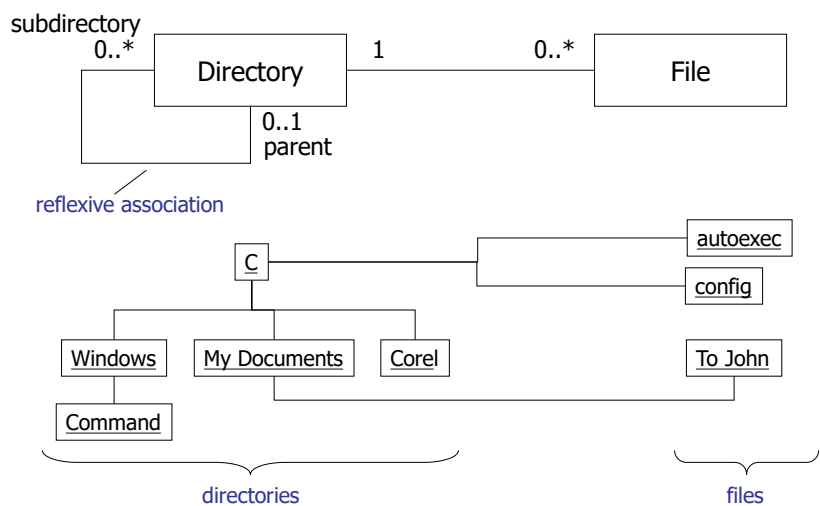 subdirectory
0..*
Directory
1
0..*
File
0..1
parent
reflexive association
autoexec
C
config
Windows
My Documents
Corel
To John
Command
directories
files